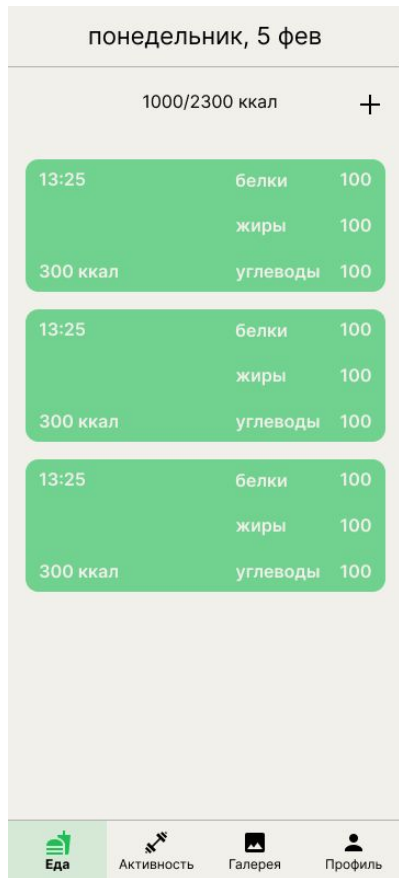 понедельник, 5 фев
1000/2300 ккал
13:25 белки 100
жиры 100
300 ккал углеводы 100
13:25 белки 100
жиры 100
300 ккал углеводы 100
13:25 белки 100
жиры 100
300 ккал углеводы 100
Еда Активность Галерея Профиль